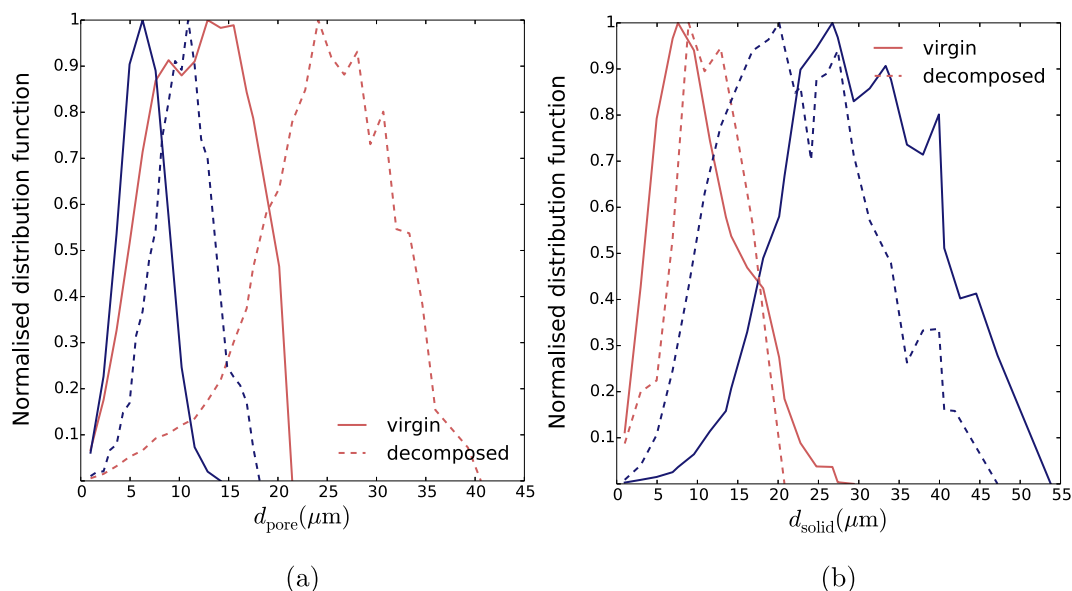 Normalised distribution function
1
0.9
0.8
0.7
0.6
0.5
0.4
0.3
0.2
0.1
0 5 10 15 20 25 30 35 40 45
virgin
decomposed
d_pore(μm)
(a)
Normalised distribution function
1
0.9
0.8
0.7
0.6
0.5
0.4
0.3
0.2
0.1
0 5 10 15 20 25 30 35 40 45 50 55
virgin
decomposed
d_solid(μm)
(b)